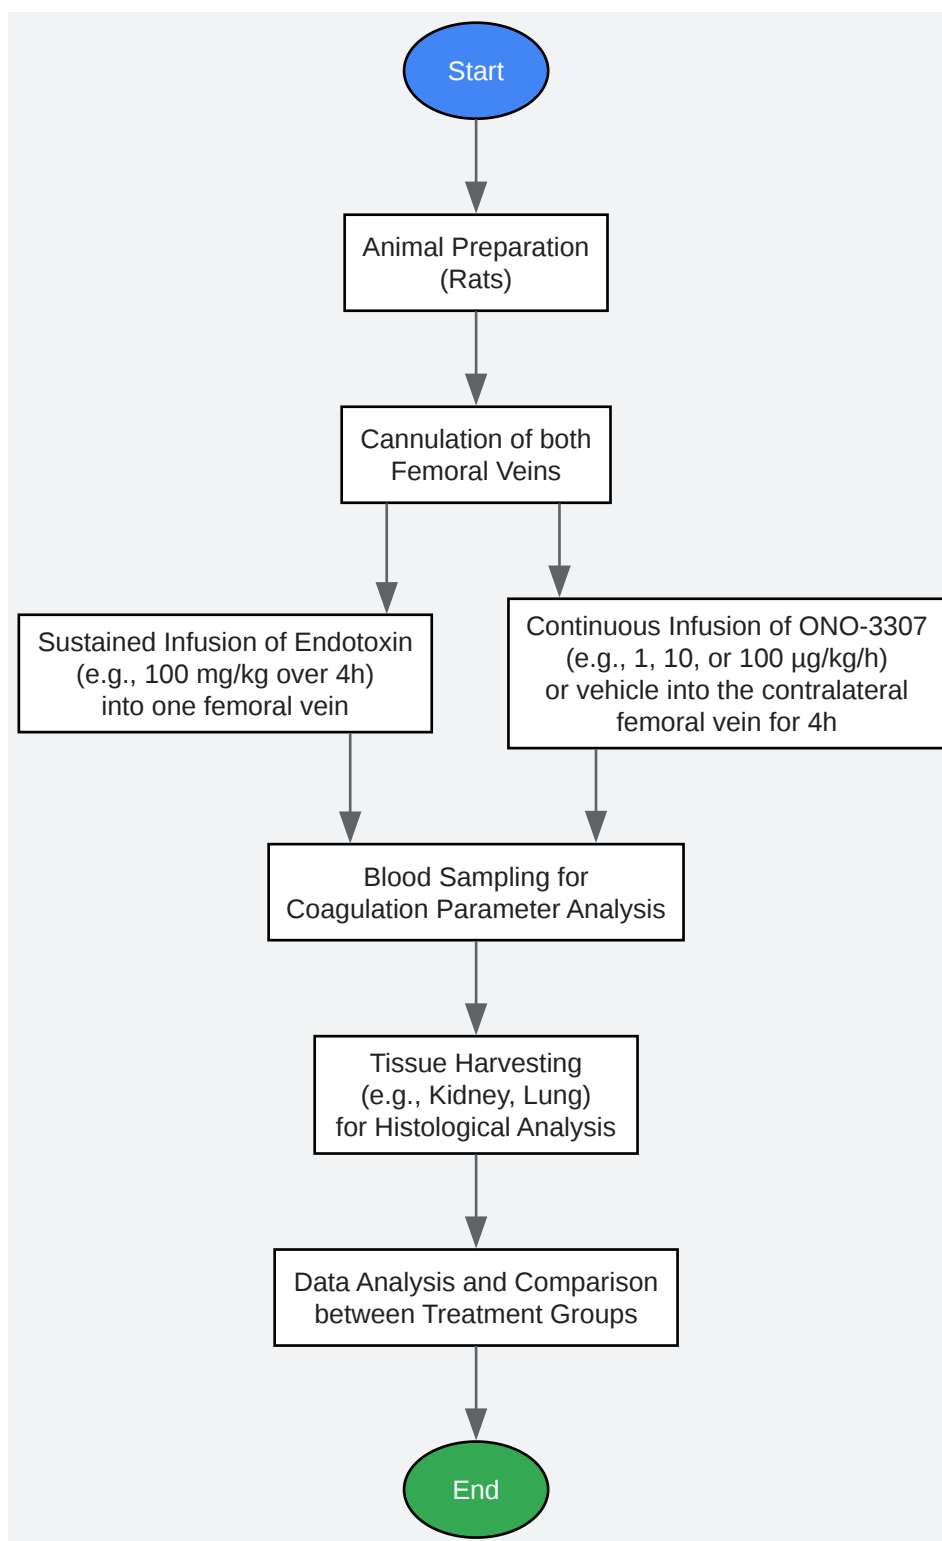 Start
Animal Preparation
(Rats)
Cannulation of both
Femoral Veins
Sustained Infusion of Endotoxin
(e.g., 100 mg/kg over 4h)
into one femoral vein
Continuous Infusion of ONO-3307
(e.g., 1, 10, or 100 µg/kg/h)
or vehicle into the contralateral
femoral vein for 4h
Blood Sampling for
Coagulation Parameter Analysis
Tissue Harvesting
(e.g., Kidney, Lung)
for Histological Analysis
Data Analysis and Comparison
between Treatment Groups
End